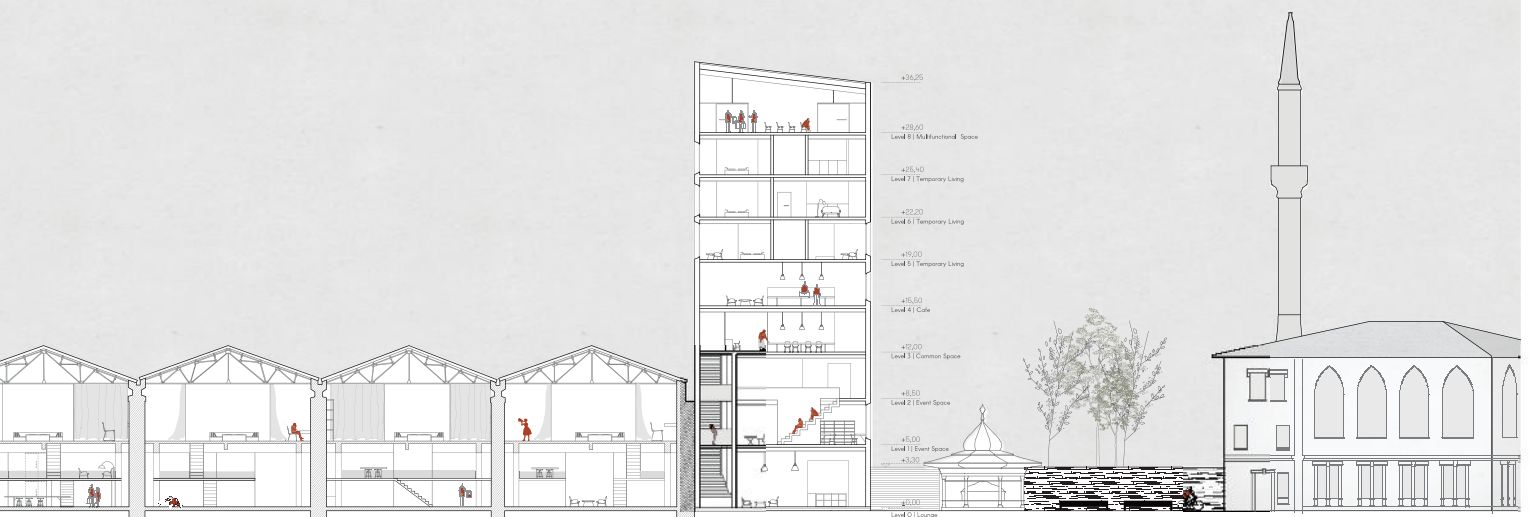 +36,25
+28,60
Level 8 | Multifunctional Space
+25,40
Level 7 | Temporary Living
+22,20
Level 6 | Temporary Living
+19,00
Level 5 | Temporary Living
+15,50
Level 4 | Cafe
+12,00
Level 3 | Common Space
+8,50
Level 2 | Event Space
+5,00
Level 1 | Event Space
+3,30
±0,00
Level 0 | Lounge